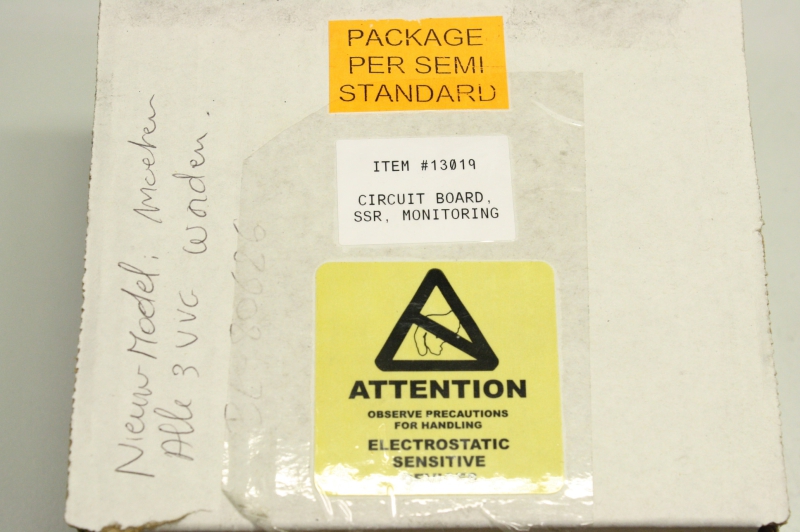 PACKAGE
PER SEMI
STANDARD
ITEM #13019
CIRCUIT BOARD,
SSR, MONITORING
ATTENTION
OBSERVE PRECAUTIONS
FOR HANDLING
ELECTROSTATIC
SENSITIVE
Nieuw Model: moeten
Alle 3 VVC worden.